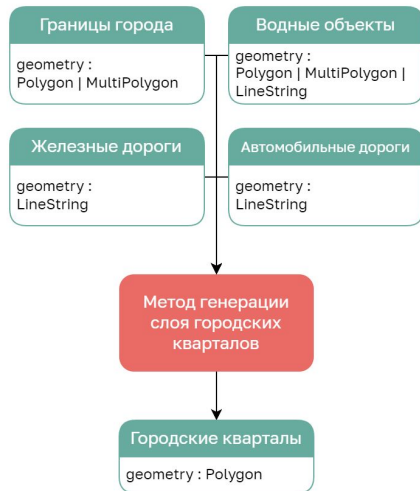 Границы города
geometry :
Polygon | MultiPolygon
Водные объекты
geometry :
Polygon | MultiPolygon |
LineString
Железные дороги
geometry :
LineString
Автомобильные дороги
geometry :
LineString
Метод генерации
слоя городских
кварталов
Городские кварталы
geometry : Polygon